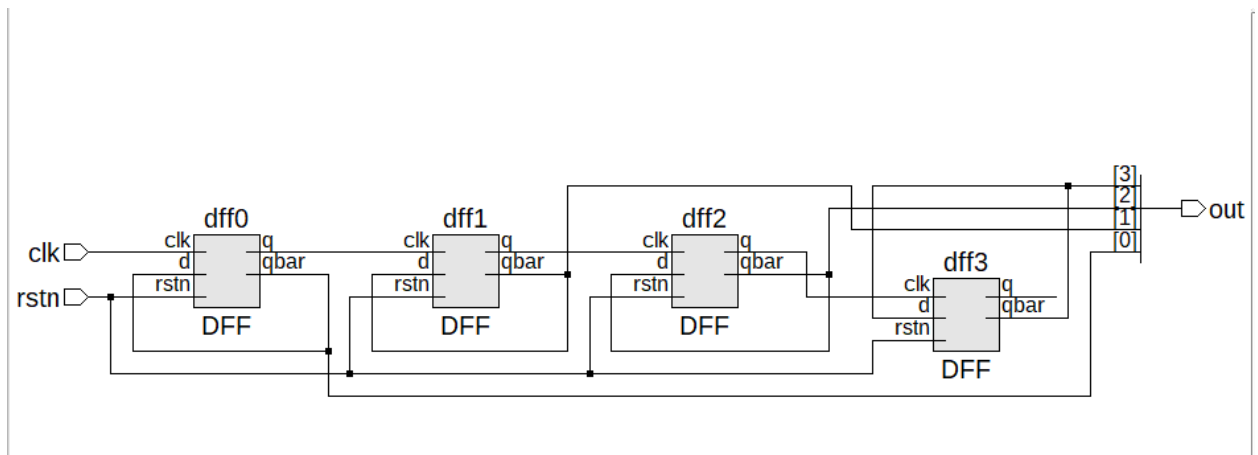 [3]
[2]
[1]
[0]
out
dff0
dff1
dff2
dff3
clk
rstn
clk
d
rstn
q
qbar
DFF
clk
d
rstn
q
qbar
DFF
clk
d
rstn
q
qbar
DFF
clk
d
rstn
q
qbar
DFF